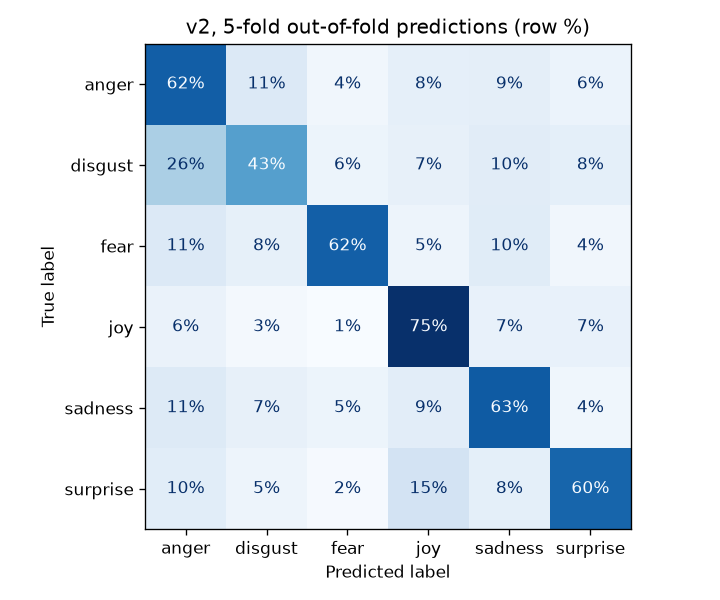 v2, 5-fold out-of-fold predictions (row %)
anger 62% 11% 4% 8% 9% 6%
disgust 26% 43% 6% 7% 10% 8%
fear 11% 8% 62% 5% 10% 4%
joy 6% 3% 1% 75% 7% 7%
sadness 11% 7% 5% 9% 63% 4%
surprise 10% 5% 2% 15% 8% 60%
True label
anger disgust fear joy sadness surprise
Predicted label